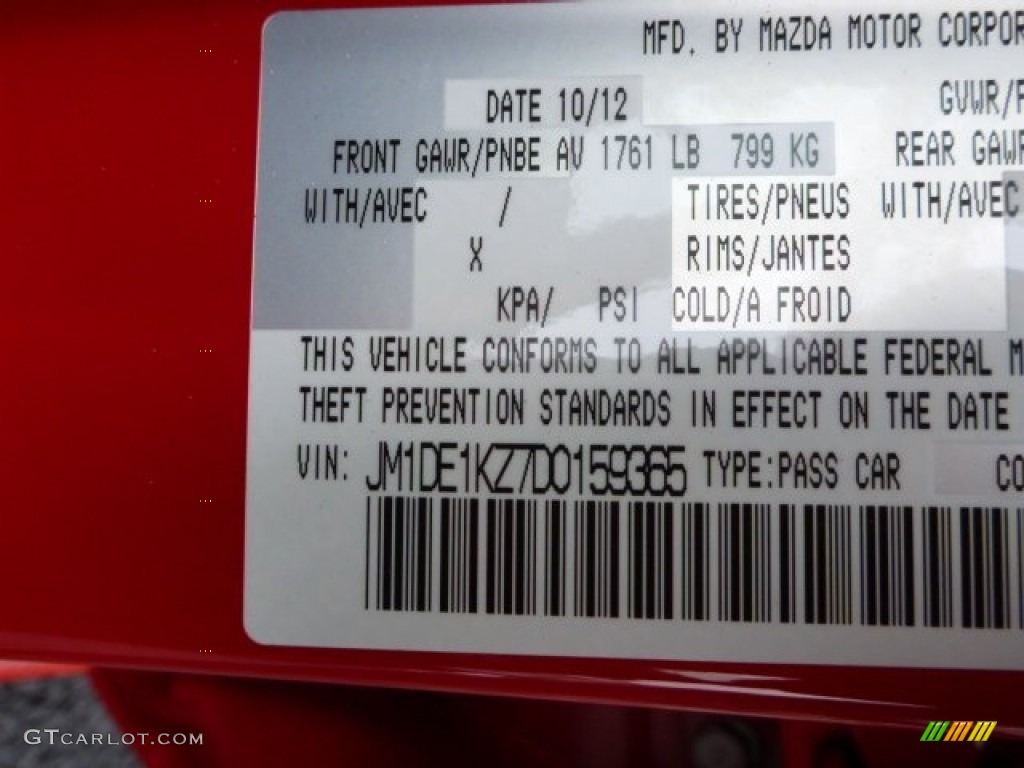 MFD. BY MAZDA MOTOR CORPOR
DATE 10/12 GVWR/P
FRONT GAWR/PNBE AV 1761 LB 799 KG REAR GAWR
WITH/AVEC / TIRES/PNEUS WITH/AVEC
X RIMS/JANTES
KPA/ PSI COLD/A FROID
THIS VEHICLE CONFORMS TO ALL APPLICABLE FEDERAL M
THEFT PREVENTION STANDARDS IN EFFECT ON THE DATE
VIN: JM1DE1KZ7D0159365 TYPE:PASS CAR CO
GTCARLOT.COM